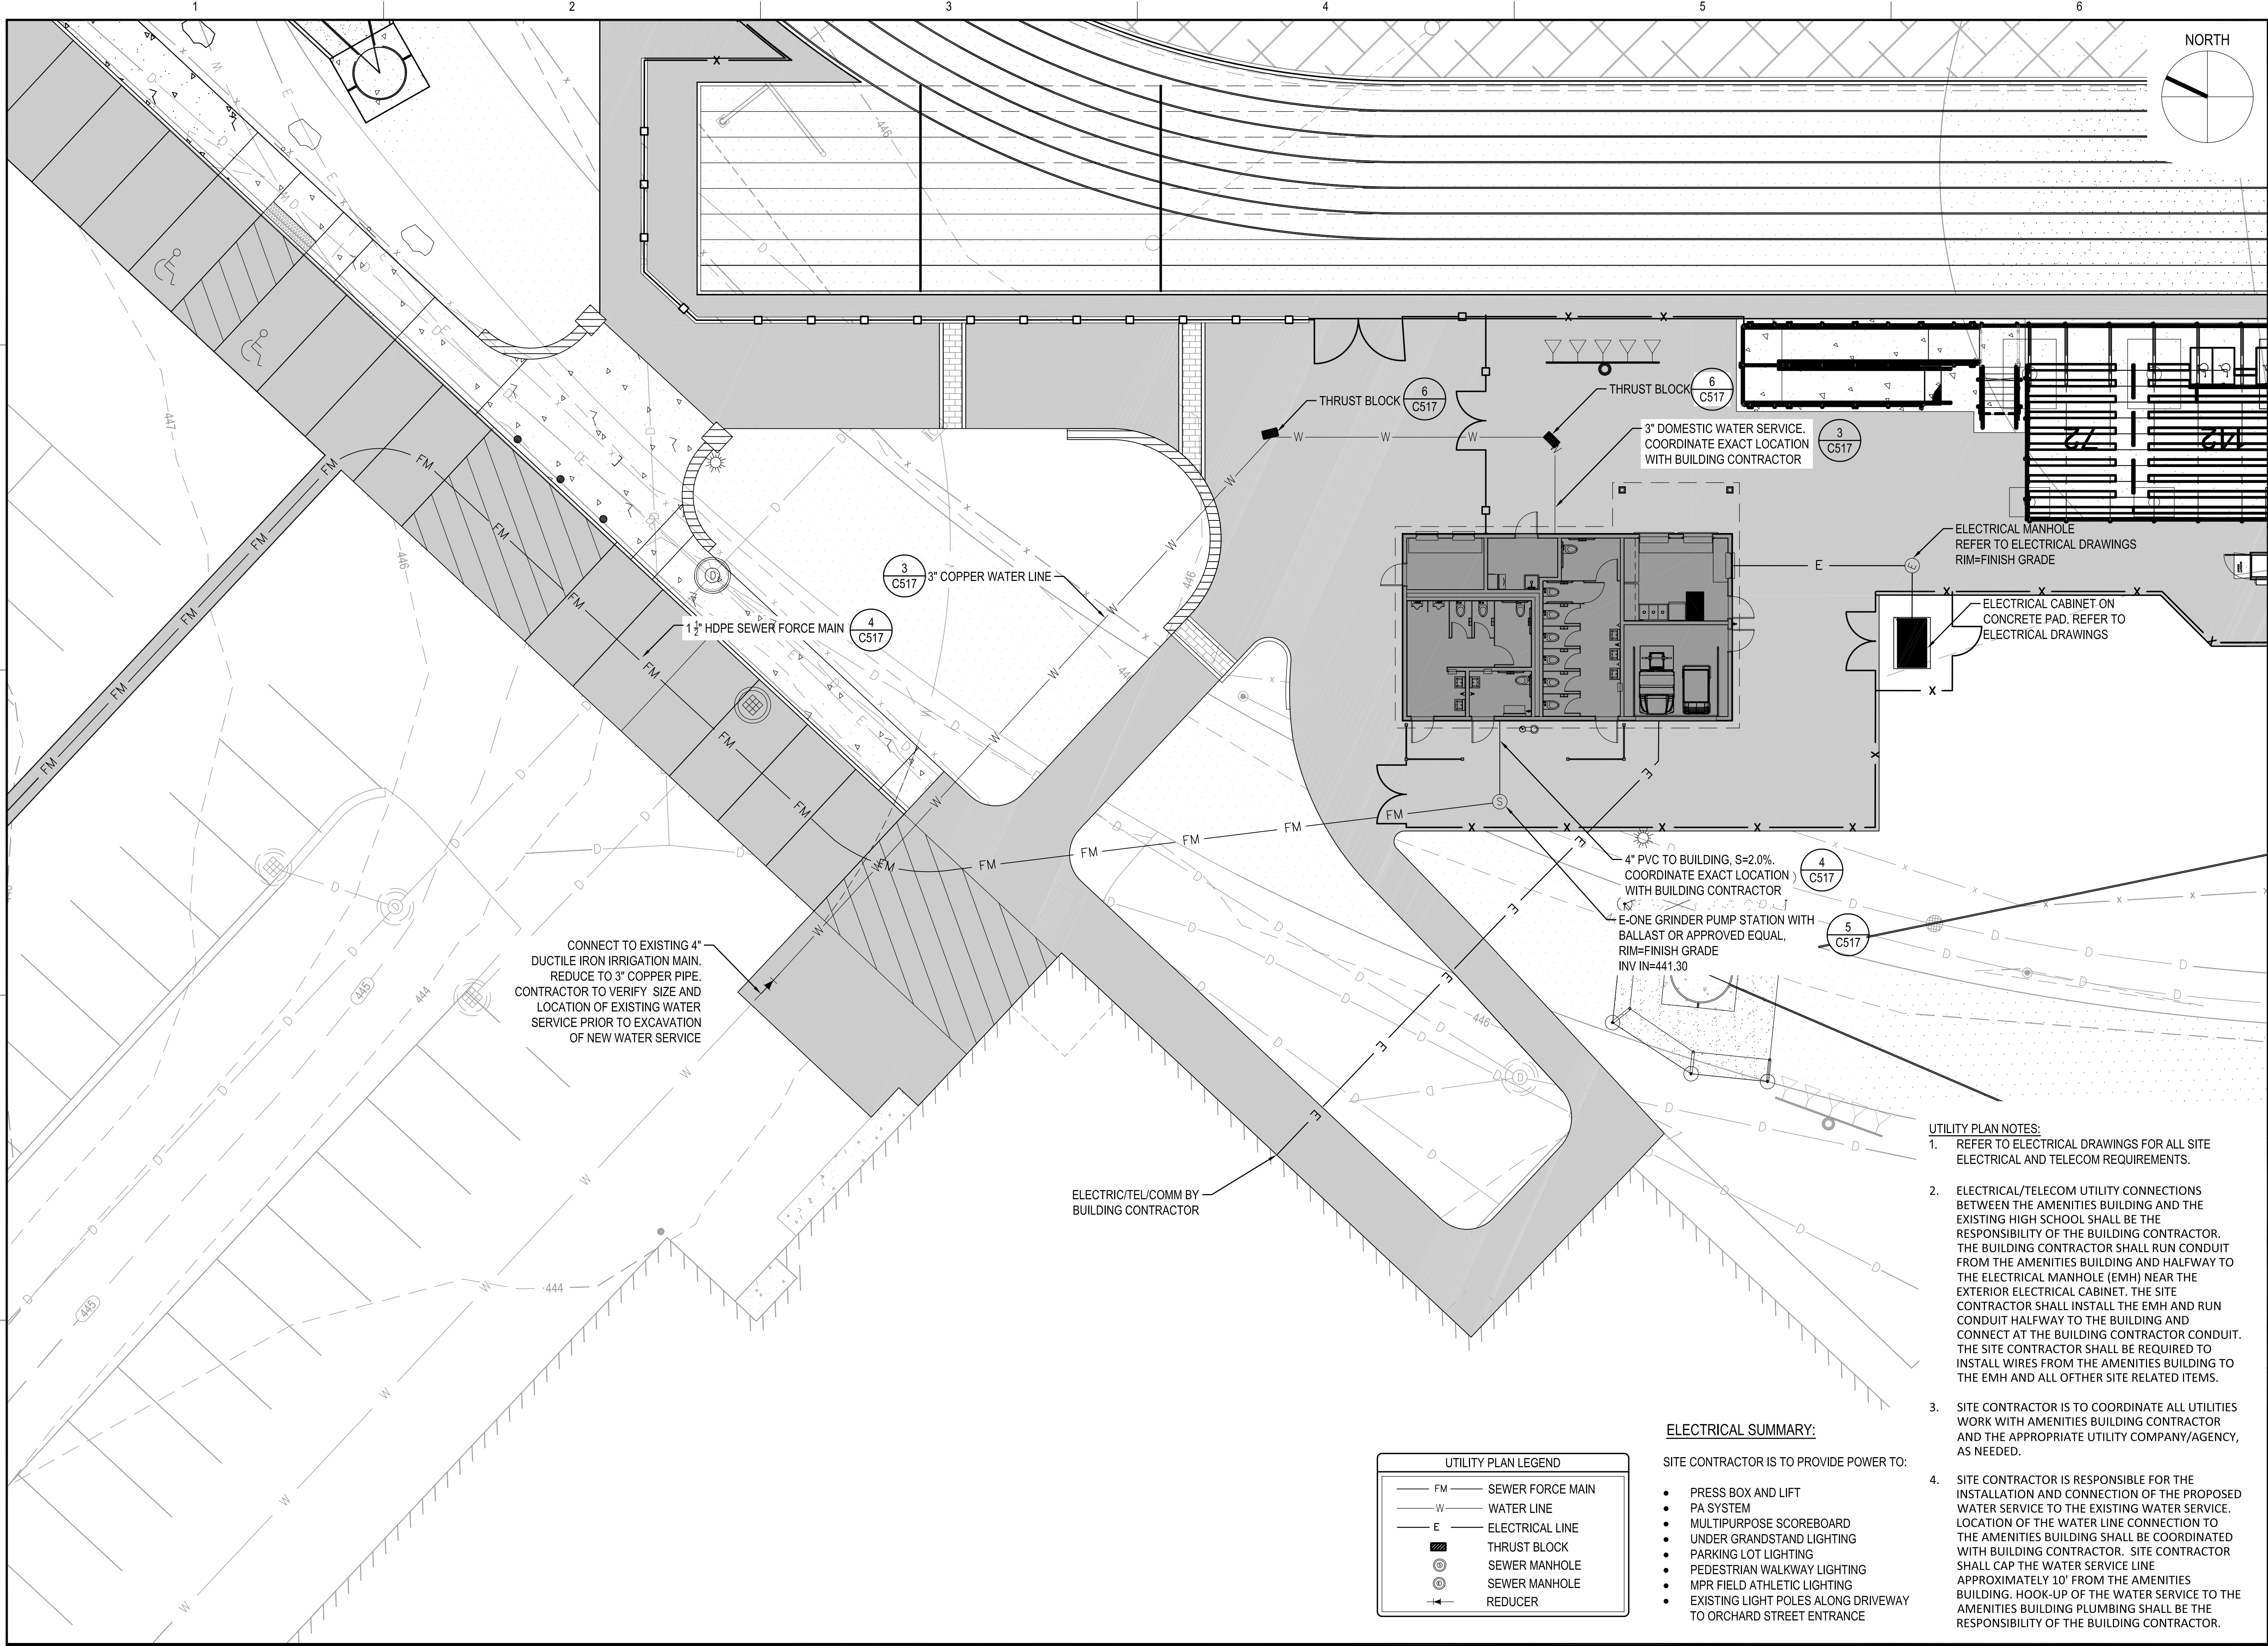 1
2
3
4
5
6
NORTH
THRUST BLOCK
6
C517
THRUST BLOCK
6
C517
3" DOMESTIC WATER SERVICE.
COORDINATE EXACT LOCATION
WITH BUILDING CONTRACTOR
3
C517
72
142
ELECTRICAL MANHOLE
REFER TO ELECTRICAL DRAWINGS
RIM=FINISH GRADE
ELECTRICAL CABINET ON
CONCRETE PAD. REFER TO
ELECTRICAL DRAWINGS
3
C517
3" COPPER WATER LINE
1 1/2" HDPE SEWER FORCE MAIN
4
C517
4" PVC TO BUILDING, S=2.0%.
COORDINATE EXACT LOCATION
WITH BUILDING CONTRACTOR
4
C517
E-ONE GRINDER PUMP STATION WITH
BALLAST OR APPROVED EQUAL,
RIM=FINISH GRADE
INV IN=441.30
5
C517
CONNECT TO EXISTING 4"
DUCTILE IRON IRRIGATION MAIN.
REDUCE TO 3" COPPER PIPE.
CONTRACTOR TO VERIFY SIZE AND
LOCATION OF EXISTING WATER
SERVICE PRIOR TO EXCAVATION
OF NEW WATER SERVICE
ELECTRIC/TEL/COMM BY
BUILDING CONTRACTOR
446
447
446
446
446
445
444
445
444
UTILITY PLAN NOTES:
1. REFER TO ELECTRICAL DRAWINGS FOR ALL SITE
ELECTRICAL AND TELECOM REQUIREMENTS.
2. ELECTRICAL/TELECOM UTILITY CONNECTIONS
BETWEEN THE AMENITIES BUILDING AND THE
EXISTING HIGH SCHOOL SHALL BE THE
RESPONSIBILITY OF THE BUILDING CONTRACTOR.
THE BUILDING CONTRACTOR SHALL RUN CONDUIT
FROM THE AMENITIES BUILDING AND HALFWAY TO
THE ELECTRICAL MANHOLE (EMH) NEAR THE
EXTERIOR ELECTRICAL CABINET. THE SITE
CONTRACTOR SHALL INSTALL THE EMH AND RUN
CONDUIT HALFWAY TO THE BUILDING AND
CONNECT AT THE BUILDING CONTRACTOR CONDUIT.
THE SITE CONTRACTOR SHALL BE REQUIRED TO
INSTALL WIRES FROM THE AMENITIES BUILDING TO
THE EMH AND ALL OFTHER SITE RELATED ITEMS.
3. SITE CONTRACTOR IS TO COORDINATE ALL UTILITIES
WORK WITH AMENITIES BUILDING CONTRACTOR
AND THE APPROPRIATE UTILITY COMPANY/AGENCY,
AS NEEDED.
4. SITE CONTRACTOR IS RESPONSIBLE FOR THE
INSTALLATION AND CONNECTION OF THE PROPOSED
WATER SERVICE TO THE EXISTING WATER SERVICE.
LOCATION OF THE WATER LINE CONNECTION TO
THE AMENITIES BUILDING SHALL BE COORDINATED
WITH BUILDING CONTRACTOR. SITE CONTRACTOR
SHALL CAP THE WATER SERVICE LINE
APPROXIMATELY 10' FROM THE AMENITIES
BUILDING. HOOK-UP OF THE WATER SERVICE TO THE
AMENITIES BUILDING PLUMBING SHALL BE THE
RESPONSIBILITY OF THE BUILDING CONTRACTOR.
ELECTRICAL SUMMARY:
SITE CONTRACTOR IS TO PROVIDE POWER TO:
• PRESS BOX AND LIFT
• PA SYSTEM
• MULTIPURPOSE SCOREBOARD
• UNDER GRANDSTAND LIGHTING
• PARKING LOT LIGHTING
• PEDESTRIAN WALKWAY LIGHTING
• MPR FIELD ATHLETIC LIGHTING
• EXISTING LIGHT POLES ALONG DRIVEWAY
TO ORCHARD STREET ENTRANCE
UTILITY PLAN LEGEND
FM SEWER FORCE MAIN
W WATER LINE
E ELECTRICAL LINE
THRUST BLOCK
SEWER MANHOLE
SEWER MANHOLE
REDUCER